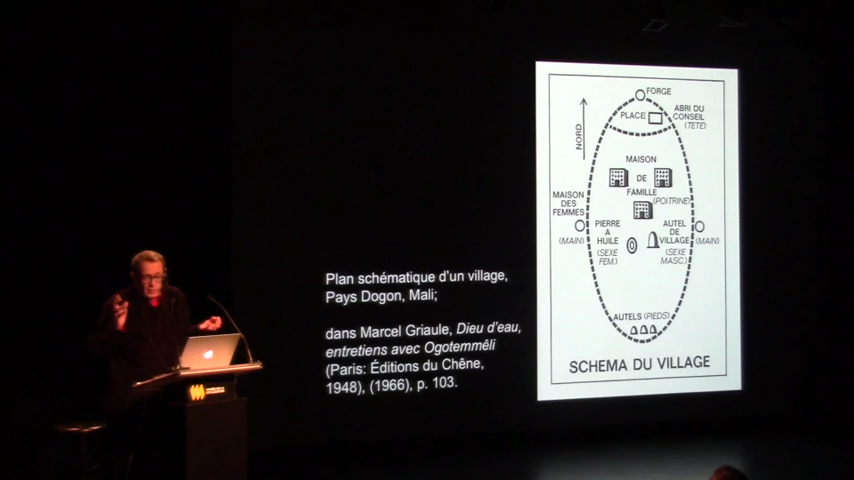 Plan schématique d'un village,
Pays Dogon, Mali;
dans Marcel Griaule, Dieu d'eau,
entretiens avec Ogotemmêli
(Paris: Éditions du Chêne,
1948), (1966), p. 103.
FORGE
PLACE
ABRI DU
CONSEIL
(TETE)
NORD
MAISON
DE
FAMILLE
(POITRINE)
MAISON
DES
FEMMES
(MAIN)
PIERRE
A
HUILE
(SEXE
FEM.)
AUTEL
DE
VILLAGE
(SEXE
MASC.)
(MAIN)
AUTELS (PIEDS)
SCHEMA DU VILLAGE